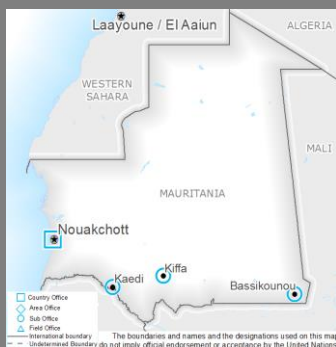 Laayoune / El Aaiun
ALGERIA
WESTERN
SAHARA
MALI
MAURITANIA
Nouakchott
Kiffa
Kaedi
Bassikounou
Country Office
Area Office
Sub Office
Field Office
International boundary
Undetermined Boundary
The boundaries and names and the designations used on this ma
do not imply official endorsement or acceptance by the United Nation